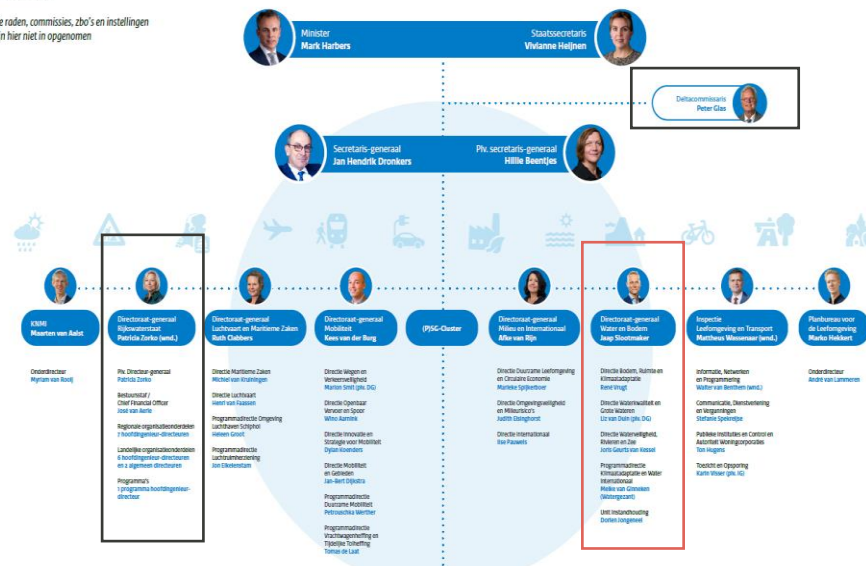 e raden, commissies, zbo's en instellingen
n hier niet in opgenomen
Minister
Mark Harbers
Staatssecretaris
Vivianne Heijnen
Deltacommissaris
Peter Glas
Secretaris-generaal
Jan Hendrik Dronkers
Plv. secretaris-generaal
Hillie Beentjes
KNMI
Maarten van Aalst
Onderdirecteur
Myriam van Rooij
Directoraat-generaal
Rijkswaterstaat
Patricia Zorko (wnd.)
Plv. Directeur-generaal
Patricia Zorko
Bestuursstaf /
Chief Financial Officer
José van Aerle
Regionale organisatieonderdelen
7 hoofdingenieur-directeuren
Landelijke organisatieonderdelen
6 hoofdingenieur-directeuren
en 2 algemeen directeuren
Programma's
1 programma hoofdingenieur-
directeur
Directoraat-generaal
Luchtvaart en Maritieme Zaken
Ruth Clabbers
Directie Maritieme Zaken
Michiel van Kruiningen
Directie Luchtvaart
Henri van Faassen
Programmadirectie Omgeving
Luchthaven Schiphol
Heleen Groot
Programmadirectie
Luchtruimherziening
Jon Eikelenstam
Directoraat-generaal
Mobiliteit
Kees van der Burg
Directie Wegen en
Verkeersveiligheid
Marion Smit (plv. DG)
Directie Openbaar
Vervoer en Spoor
Wino Aarnink
Directie Innovatie en
Strategie voor Mobiliteit
Dylan Koenders
Directie Mobiliteit
en Gebieden
Jan-Bert Dijkstra
Programmadirectie
Duurzame Mobiliteit
Petrouschka Werther
Programmadirectie
Vrachtwagenheffing en
Tijdelijke Tolheffing
Tomas de Laat
(P)SG-Cluster
Directoraat-generaal
Milieu en Internationaal
Afke van Rijn
Directie Duurzame Leefomgeving
en Circulaire Economie
Marieke Spijkerboer
Directie Omgevingsveiligheid
en Milieurisico's
Judith Elsinghorst
Directie Internationaal
Ilse Pauwels
Directoraat-generaal
Water en Bodem
Jaap Slootmaker
Directie Bodem, Ruimte en
Klimaatadaptatie
René Vrugt
Directie Waterkwaliteit en
Grote Wateren
Liz van Duin (plv. DG)
Directie Waterveiligheid,
Rivieren en Zee
Joris Geurts van Kessel
Programmadirectie
Klimaatadaptatie en Water
Internationaal
Meike van Ginneken
(Watergezant)
Unit Instandhouding
Dorien Jongeneel
Inspectie
Leefomgeving en Transport
Mattheus Wassenaar (wnd.)
Informatie, Netwerken
en Programmering
Walter van Benthem (wnd.)
Communicatie, Dienstverlening
en Vergunningen
Stefanie Spekreijse
Publieke Instituties en Control en
Autoriteit Woningcorporaties
Ton Hugens
Toezicht en Opsporing
Karin Visser (plv. IG)
Planbureau voor
de Leefomgeving
Marko Hekkert
Onderdirecteur
André van Lammeren